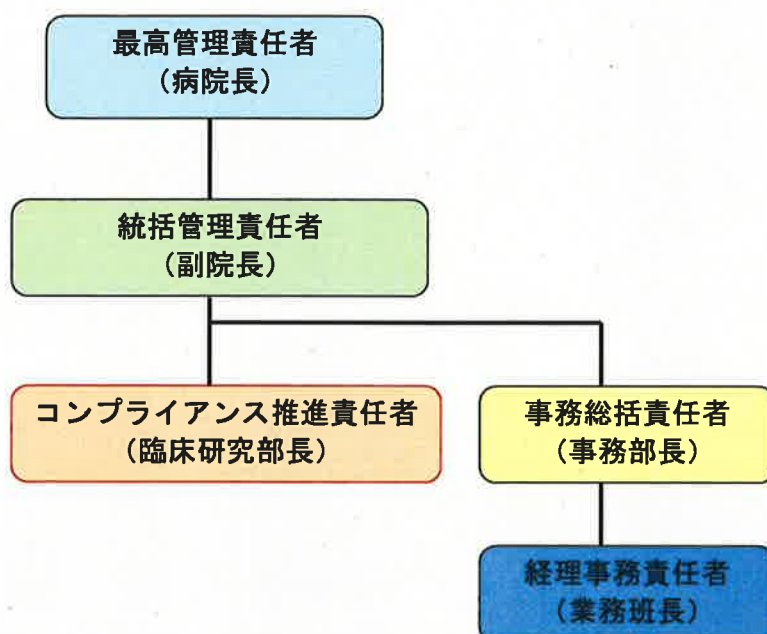 最高管理責任者
（病院長）
統括管理責任者
（副院長）
コンプライアンス推進責任者
（臨床研究部長）
事務総括責任者
（事務部長）
経理事務責任者
（業務班長）